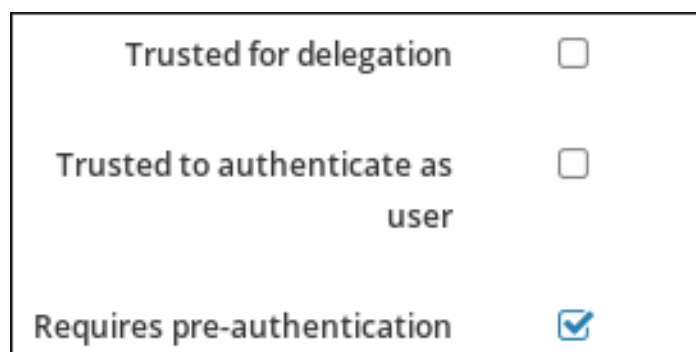 Trusted for delegation
Trusted to authenticate as
user
Requires pre-authentication